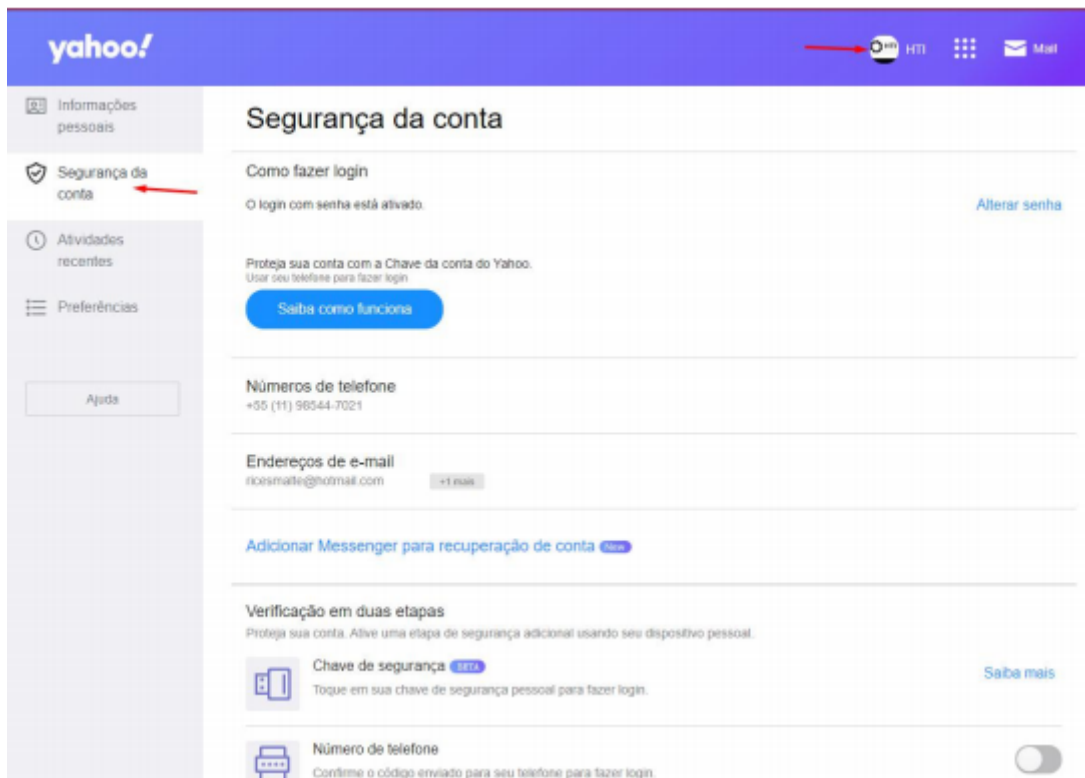 yahoo!
HTI
Mail
Informações
pessoais
Segurança da
conta
Atividades
recentes
Preferências
Ajuda
Segurança da conta
Como fazer login
O login com senha está ativado.
Alterar senha
Proteja sua conta com a Chave da conta do Yahoo.
Usar seu telefone para fazer login
Saiba como funciona
Números de telefone
+55 (11) 98544-7021
Endereços de e-mail
ricesmalte@hotmail.com +1 mais
Adicionar Messenger para recuperação de conta New
Verificação em duas etapas
Proteja sua conta. Ative uma etapa de segurança adicional usando seu dispositivo pessoal.
Chave de segurança BETA
Toque em sua chave de segurança pessoal para fazer login.
Saiba mais
Número de telefone
Confirme o código enviado para seu telefone para fazer login.